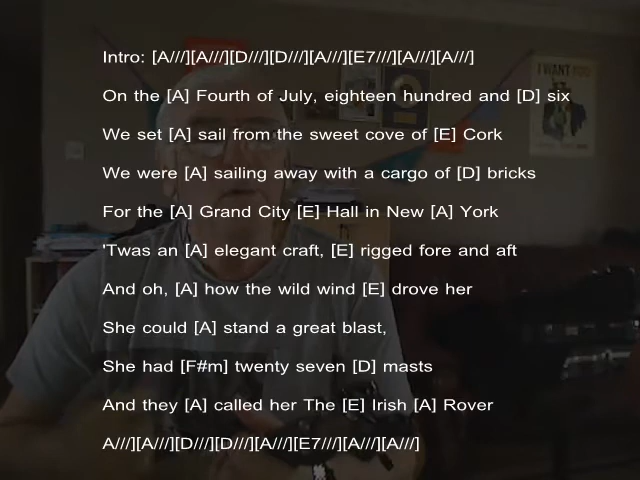 I WANT YOU
Intro: [A///][A///][D///][D///][A///][E7///][A///][A///]
On the [A] Fourth of July, eighteen hundred and [D] six
We set [A] sail from the sweet cove of [E] Cork
We were [A] sailing away with a cargo of [D] bricks
For the [A] Grand City [E] Hall in New [A] York
'Twas an [A] elegant craft, [E] rigged fore and aft
And oh, [A] how the wild wind [E] drove her
She could [A] stand a great blast,
She had [F#m] twenty seven [D] masts
And they [A] called her The [E] Irish [A] Rover
A///][A///][D///][D///][A///][E7///][A///][A///]